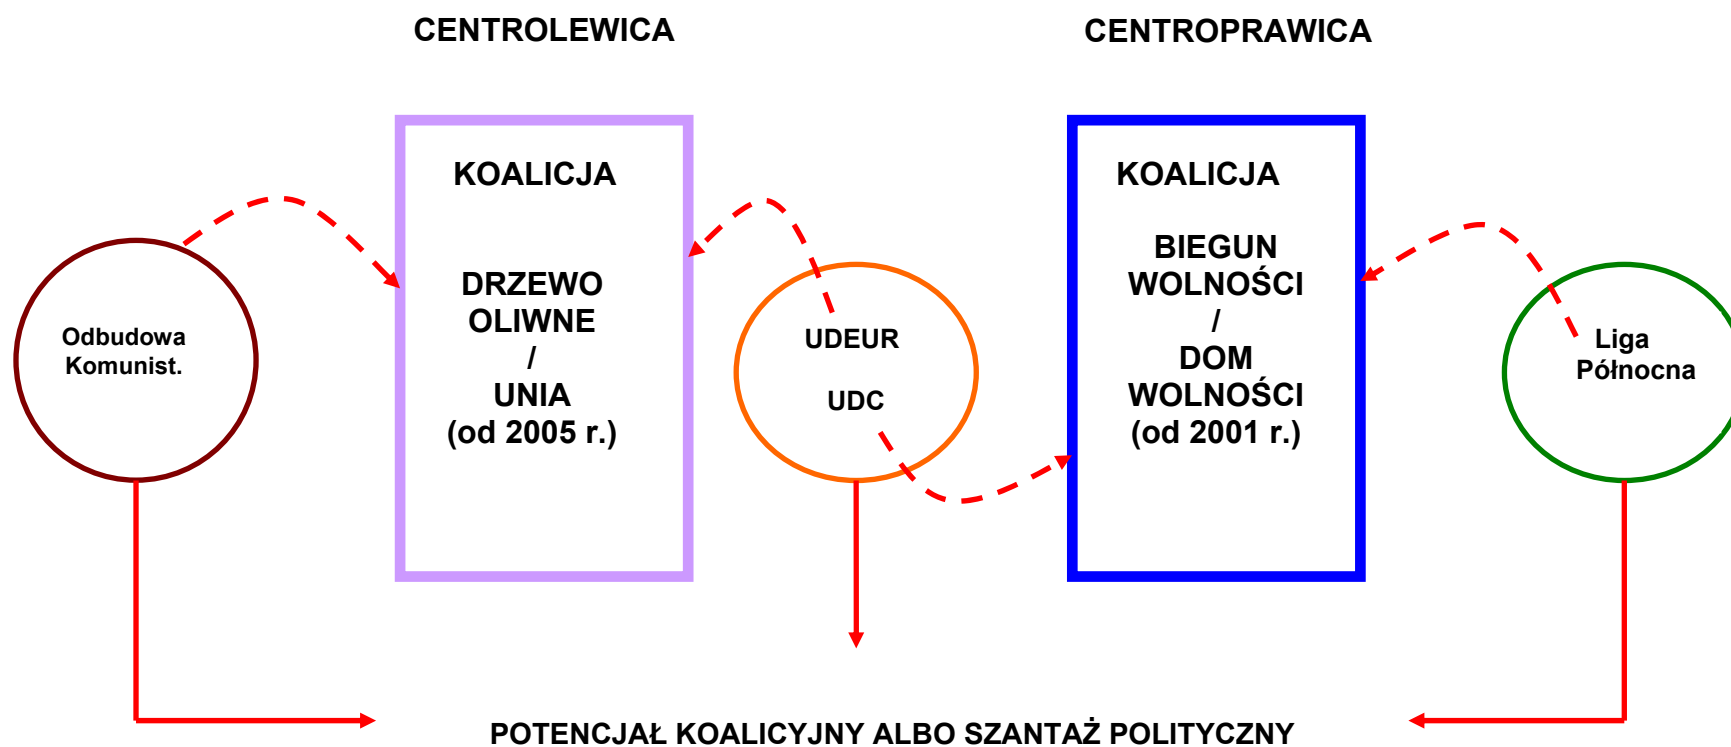 CENTROLEWICA
CENTROPRAWICA
KOALICJA
DRZEWO
OLIWNE
/
UNIA
(od 2005 r.)
KOALICJA
BIEGUN
WOLNOŚCI
/
DOM
WOLNOŚCI
(od 2001 r.)
Odbudowa
Komunist.
UDEUR
UDC
Liga
Północna
POTENCJAŁ KOALICYJNY ALBO SZANTAŻ POLITYCZNY